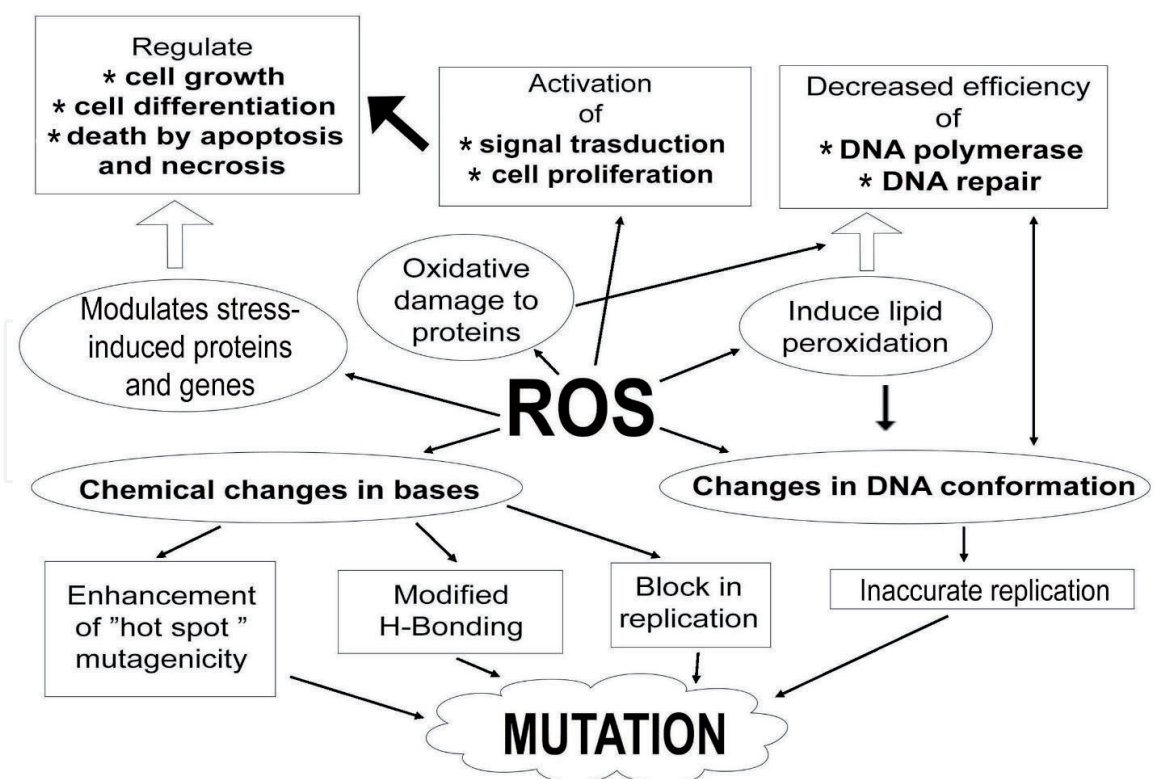 Regulate
* cell growth
* cell differentiation
* death by apoptosis
and necrosis
Activation
of
* signal trasduction
* cell proliferation
Decreased efficiency
of
* DNA polymerase
* DNA repair
Modulates stress-
induced proteins
and genes
Oxidative
damage to
proteins
Induce lipid
peroxidation
ROS
Chemical changes in bases
Changes in DNA conformation
Enhancement
of ”hot spot ”
mutagenicity
Modified
H-Bonding
Block in
replication
Inaccurate replication
MUTATION